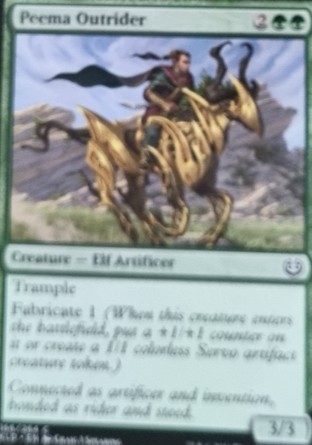 Peema Outrider 2
Creature — Elf Artificer
Trample
Fabricate 1 (When this creature enters
the battlefield, put a +1/+1 counter on
it or create a 1/1 colorless Servo artifact
creature token.)
Connected as artificer and invention,
bonded as rider and steed.
3/3